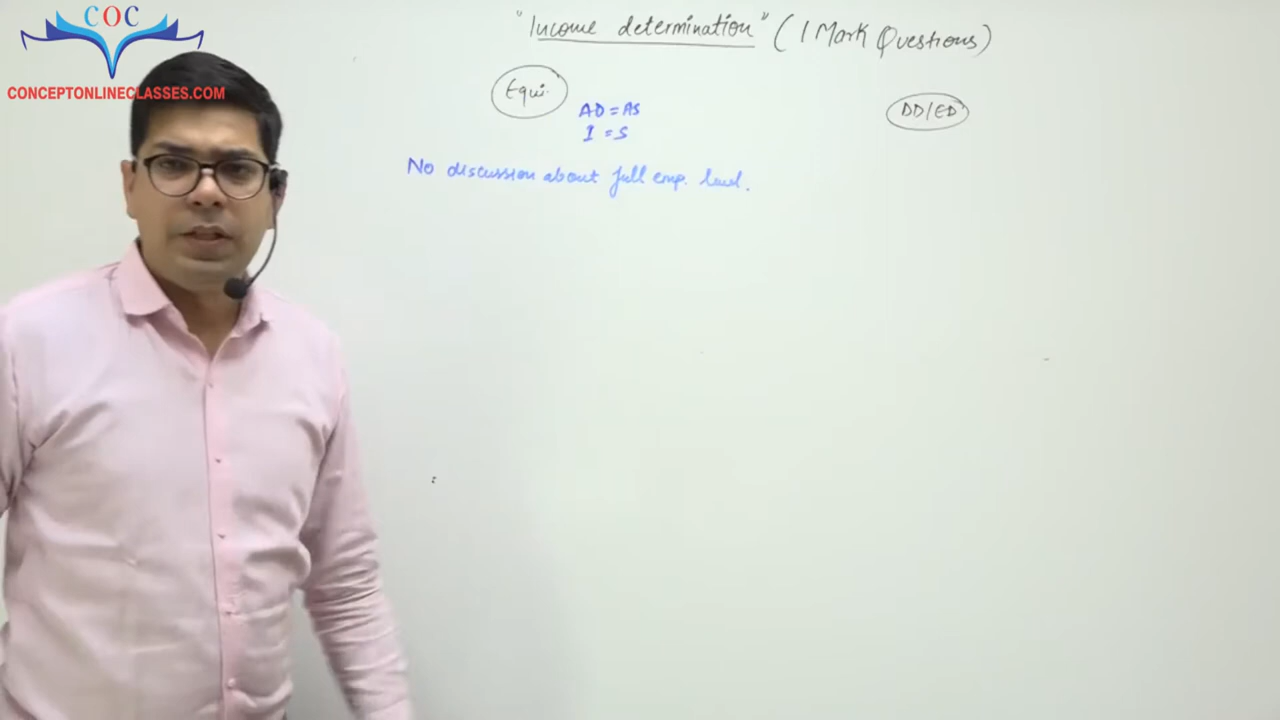 COC
CONCEPTONLINECLASSES.COM
"Income determination" (1 Mark Questions)
Equi.
AD = AS
I = S
DD/ED
No discussion about full emp. level.